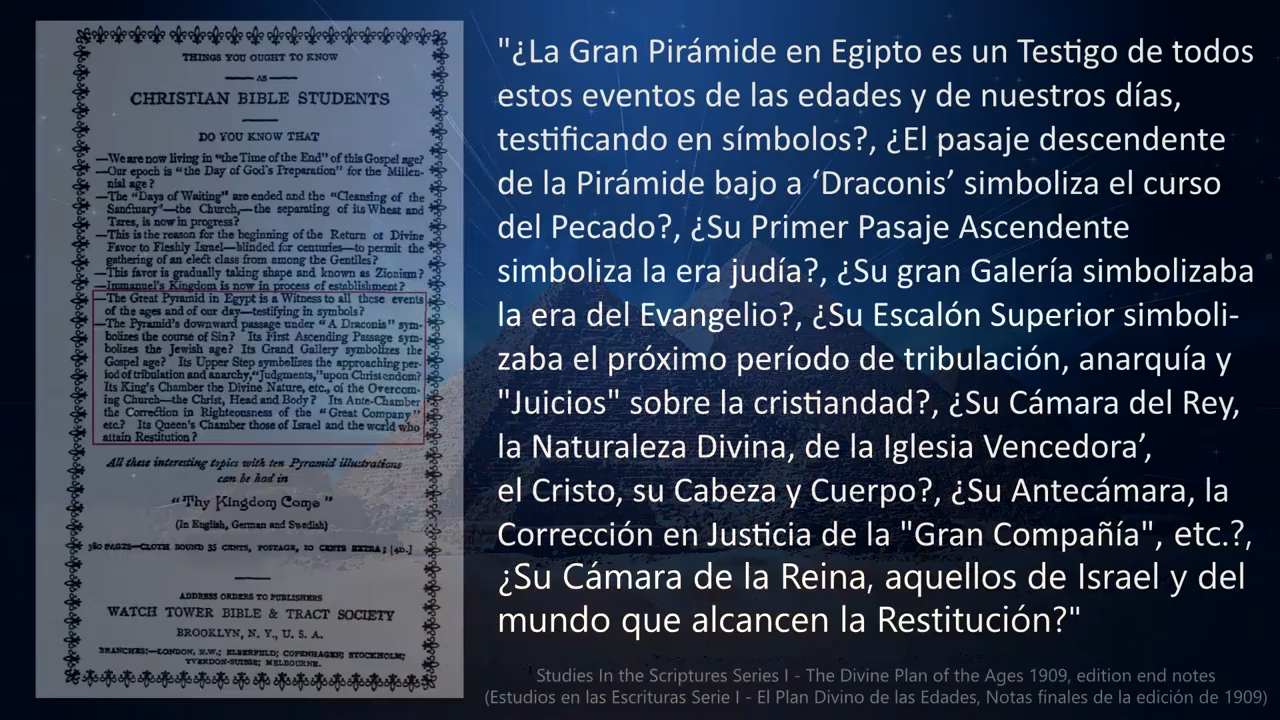 THINGS YOU OUGHT TO KNOW
AS
CHRISTIAN BIBLE STUDENTS
DO YOU KNOW THAT
—We are now living in "the Time of the End" of this Gospel age?
—Our epoch is "the Day of God's Preparation" for the Millen-
nial age?
—The "Days of Waiting" are ended and the "Cleansing of the
Sanctuary"—the Church,—the separating of its Wheat and
Tares, is now in progress?
—This is the reason for the beginning of the Return of Divine
Favor to Fleshly Israel—blinded for centuries—to permit the
gathering of an elect class from among the Gentiles?
—This favor is gradually taking shape and known as Zionism?
—Immanuel's Kingdom is now in process of establishment?
—The Great Pyramid in Egypt is a Witness to all these events
of the ages and of our day—testifying in symbols?
—The Pyramid's downward passage under "A Draconis" sym-
bolizes the course of Sin? Its First Ascending Passage sym-
bolizes the Jewish age? Its Grand Gallery symbolizes the
Gospel age? Its Upper Step symbolizes the approaching per-
iod of tribulation and anarchy, "Judgments," upon Christendom?
Its King's Chamber the Divine Nature, etc., of the Overcom-
ing Church—the Christ, Head and Body? Its Ante-Chamber
the Correction in Righteousness of the "Great Company"
etc.? Its Queen's Chamber those of Israel and the world who
attain Restitution?
All these interesting topics with ten Pyramid illustrations
can be had in
"Thy Kingdom Come"
(In English, German and Swedish)
380 PAGES—CLOTH BOUND 35 CENTS, POSTAGE, 10 CENTS EXTRA; [4D.]
ADDRESS ORDERS TO PUBLISHERS
WATCH TOWER BIBLE & TRACT SOCIETY
BROOKLYN, N. Y., U. S. A.
BRANCHES:—LONDON, N. W.; ELBERFELD; COPENHAGEN; STOCKHOLM;
YVERDON-SUISSE; MELBOURNE.
"¿La Gran Pirámide en Egipto es un Testigo de todos
estos eventos de las edades y de nuestros días,
testificando en símbolos?, ¿El pasaje descendente
de la Pirámide bajo a ‘Draconis’ simboliza el curso
del Pecado?, ¿Su Primer Pasaje Ascendente
simboliza la era judía?, ¿Su gran Galería simbolizaba
la era del Evangelio?, ¿Su Escalón Superior simboli-
zaba el próximo período de tribulación, anarquía y
"Juicios" sobre la cristiandad?, ¿Su Cámara del Rey,
la Naturaleza Divina, de la Iglesia Vencedora’,
el Cristo, su Cabeza y Cuerpo?, ¿Su Antecámara, la
Corrección en Justicia de la "Gran Compañía", etc.?,
¿Su Cámara de la Reina, aquellos de Israel y del
mundo que alcancen la Restitución?"
Studies In the Scriptures Series I - The Divine Plan of the Ages 1909, edition end notes
(Estudios en las Escrituras Serie I - El Plan Divino de las Edades, Notas finales de la edición de 1909)